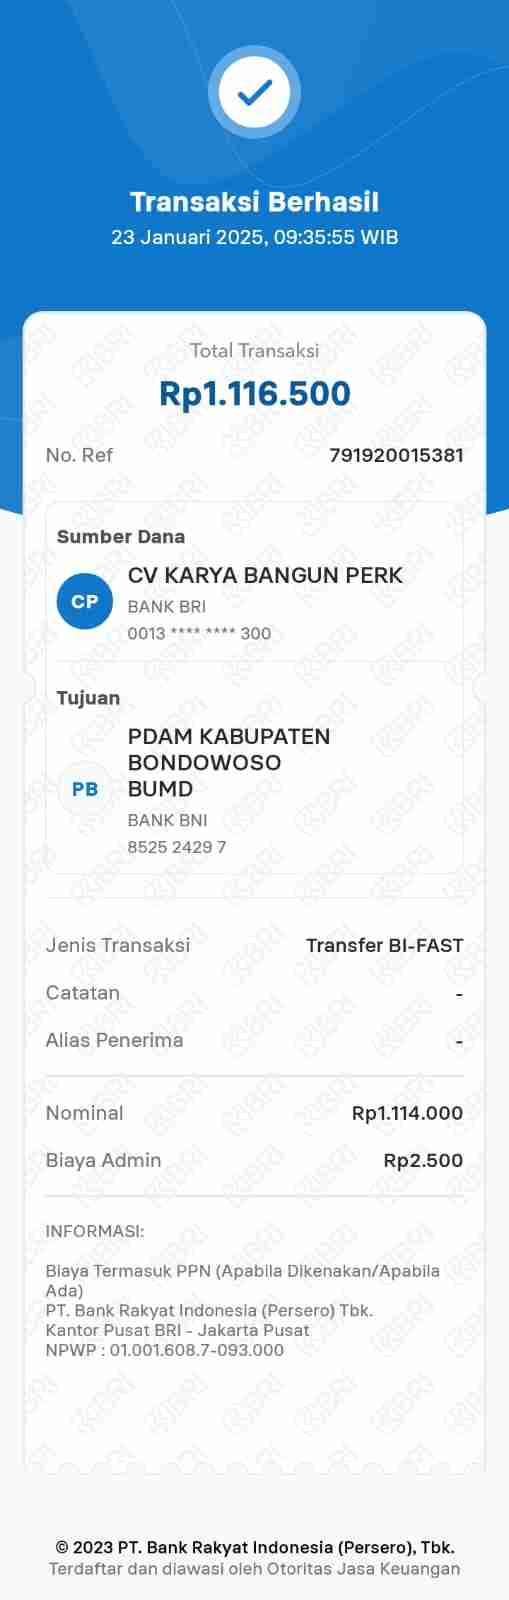 Transaksi Berhasil
23 Januari 2025, 09:35:55 WIB
Total Transaksi
Rp1.116.500
No. Ref 791920015381
Sumber Dana
CP
CV KARYA BANGUN PERK
BANK BRI
0013 **** **** 300
Tujuan
PB
PDAM KABUPATEN
BONDOWOSO
BUMD
BANK BNI
8525 2429 7
Jenis Transaksi Transfer BI-FAST
Catatan -
Alias Penerima -
Nominal Rp1.114.000
Biaya Admin Rp2.500
INFORMASI:
Biaya Termasuk PPN (Apabila Dikenakan/Apabila
Ada)
PT. Bank Rakyat Indonesia (Persero) Tbk.
Kantor Pusat BRI - Jakarta Pusat
NPWP : 01.001.608.7-093.000
© 2023 PT. Bank Rakyat Indonesia (Persero), Tbk.
Terdaftar dan diawasi oleh Otoritas Jasa Keuangan